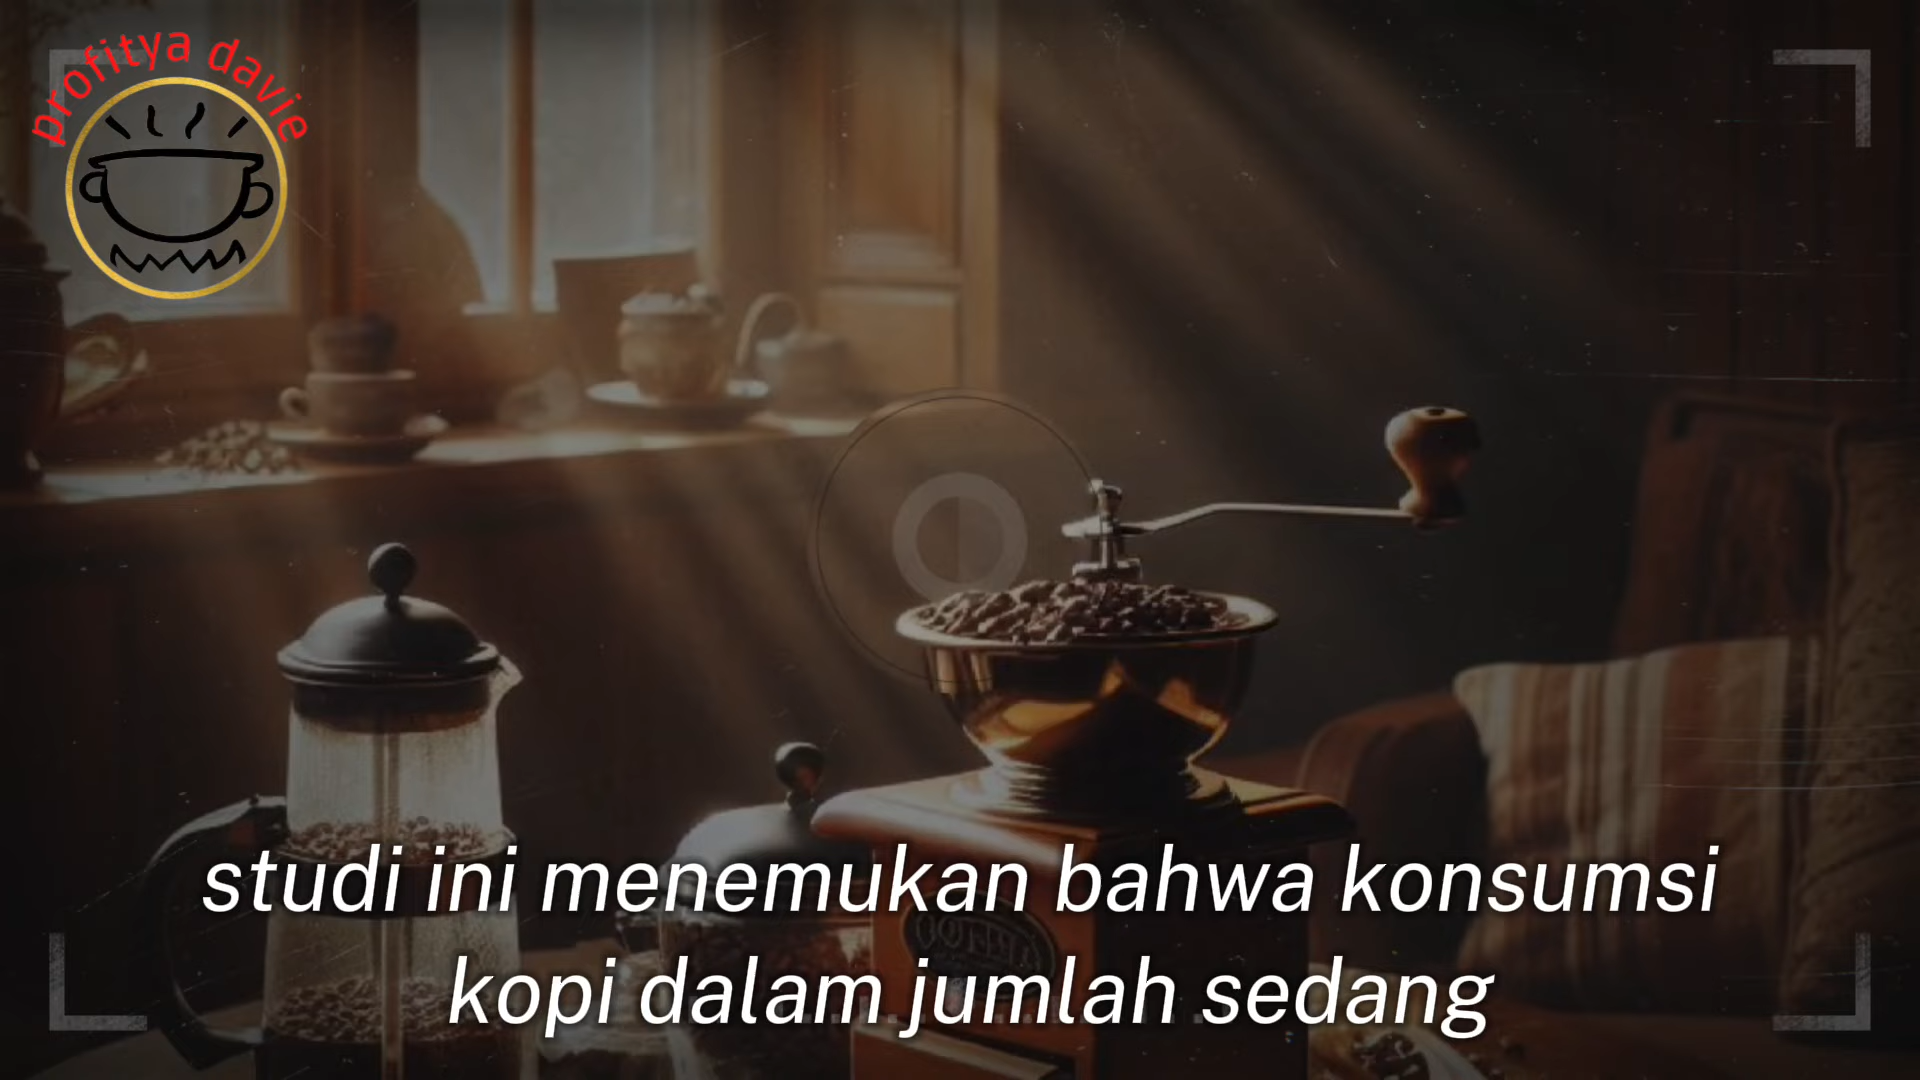 profitya davie
studi ini menemukan bahwa konsumsi
kopi dalam jumlah sedang